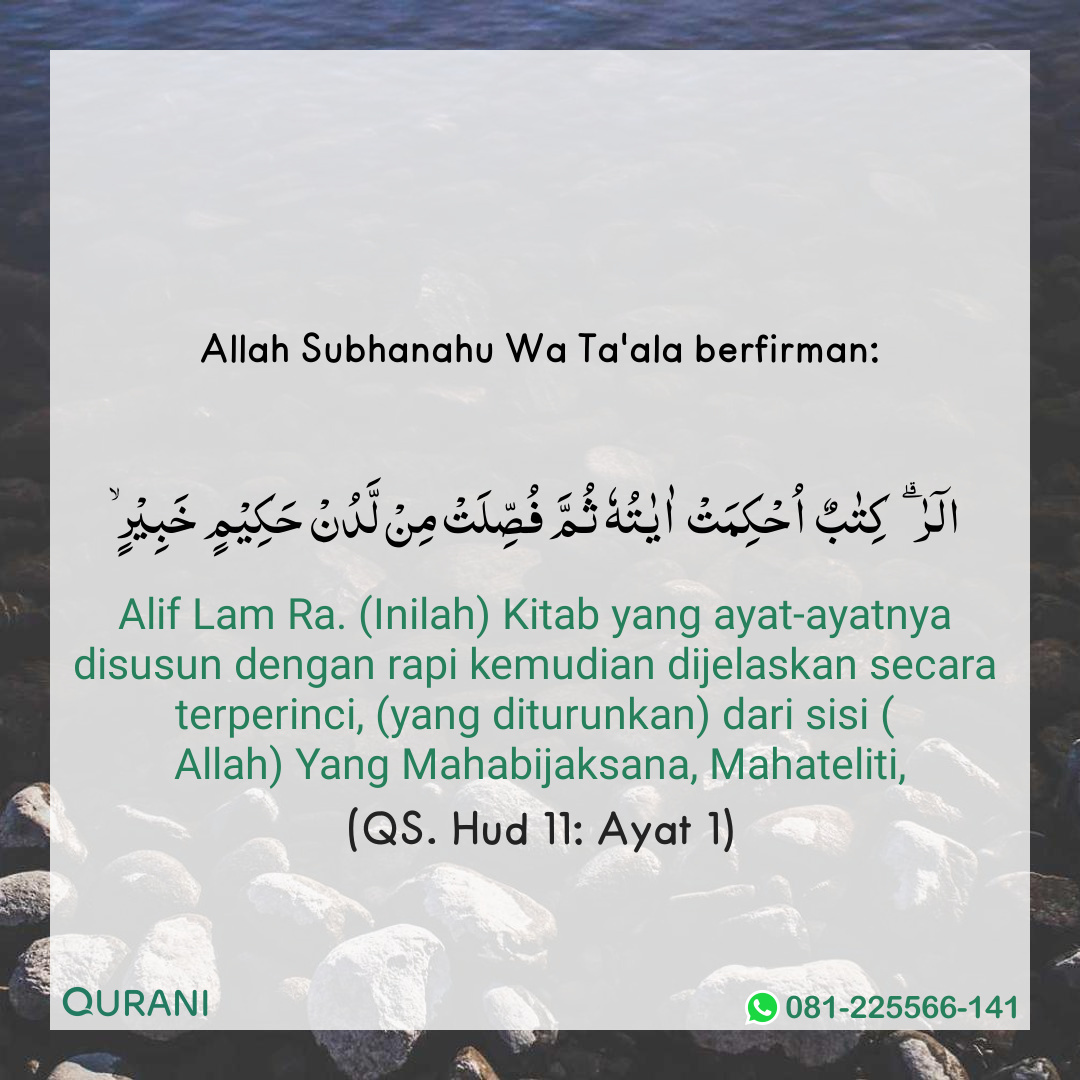 Allah Subhanahu Wa Ta'ala berfirman:
الۤرٰ ۗ كِتٰبٌ اُحْكِمَتْ اٰيٰتُهٗ ثُمَّ فُصِّلَتْ مِنْ لَّدُنْ حَكِيْمٍ خَبِيْرٍ ۙ
Alif Lam Ra. (Inilah) Kitab yang ayat-ayatnya
disusun dengan rapi kemudian dijelaskan secara
terperinci, (yang diturunkan) dari sisi (
Allah) Yang Mahabijaksana, Mahateliti,
(QS. Hud 11: Ayat 1)
QURANI
081-225566-141